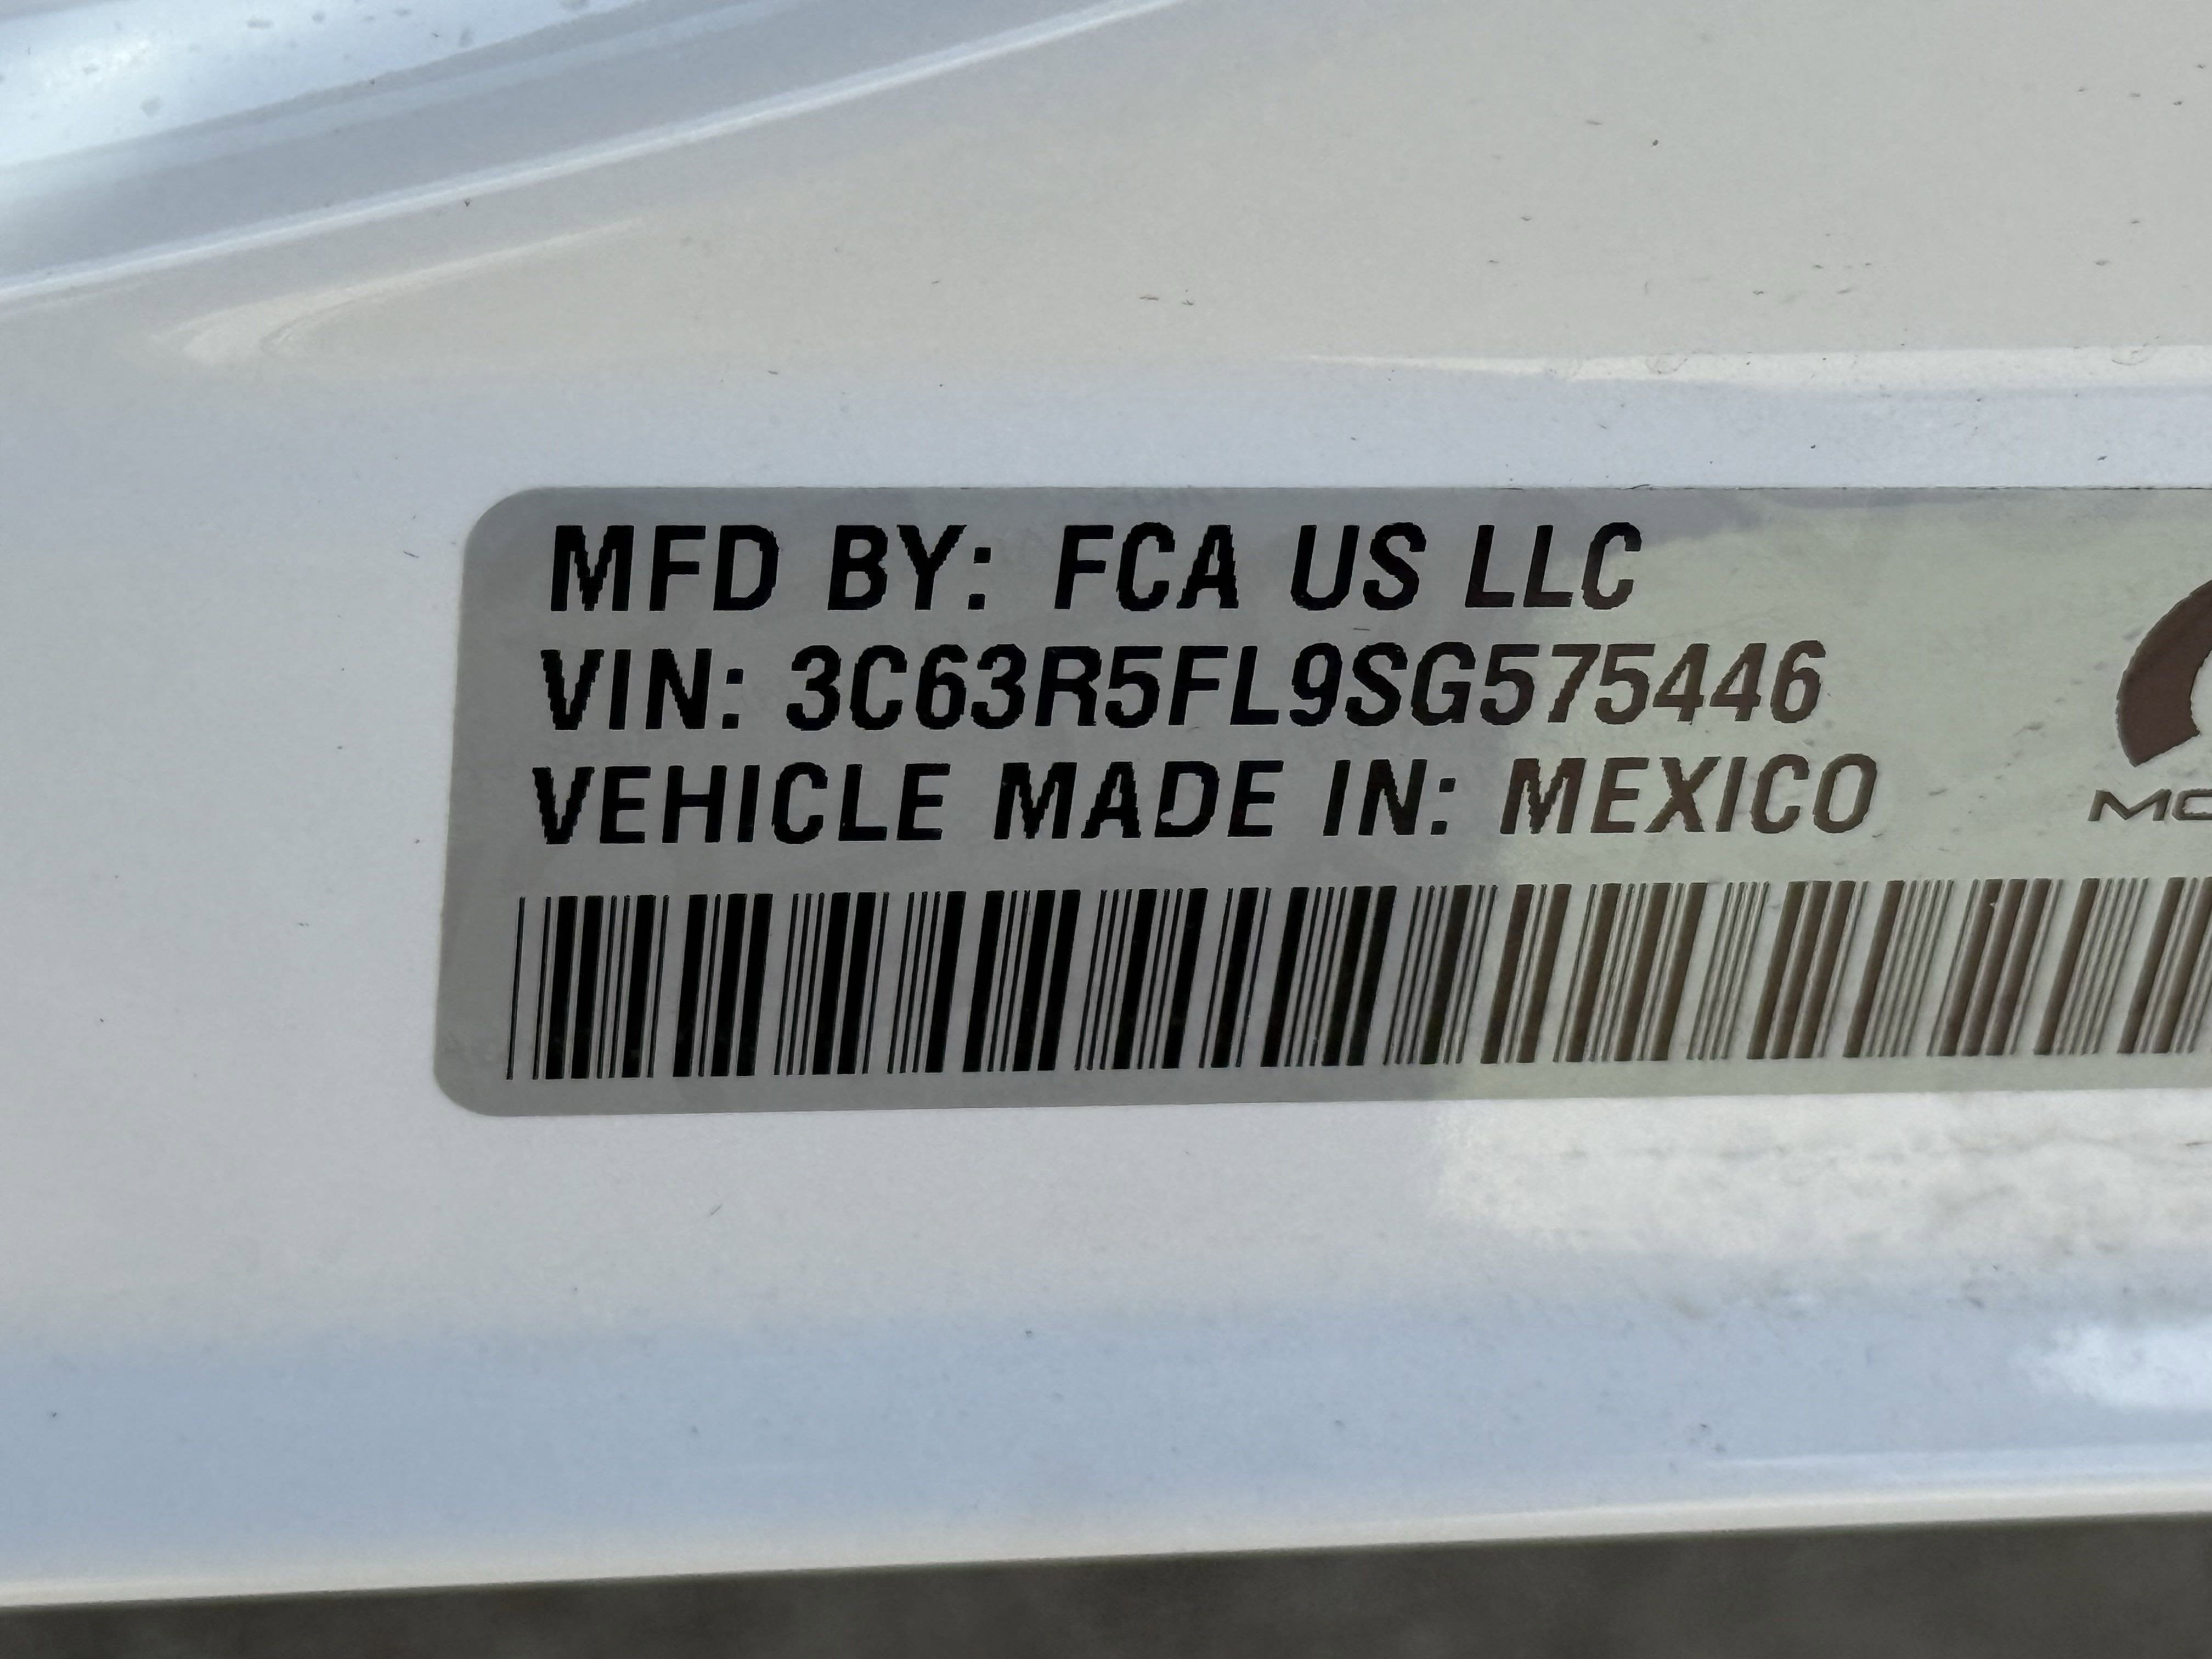 MFD BY: FCA US LLC
VIN: 3C63R5FL9SG575446
VEHICLE MADE IN: MEXICO